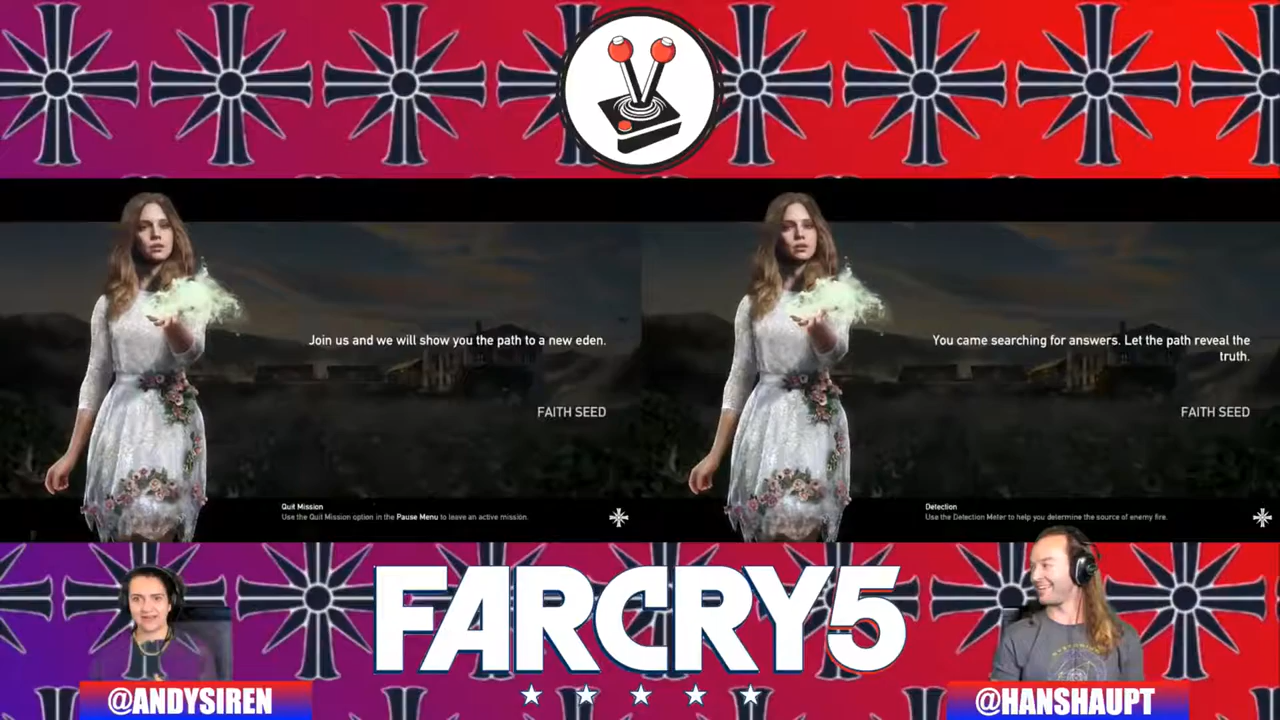 Join us and we will show you the path to a new eden.
FAITH SEED
Quit Mission
Use the Quit Mission option in the Pause Menu to leave an active mission.
You came searching for answers. Let the path reveal the
truth.
FAITH SEED
Detection
Use the Detection Meter to help you determine the source of enemy fire.
FARCRY5
@ANDYSIREN
@HANSHAUPT